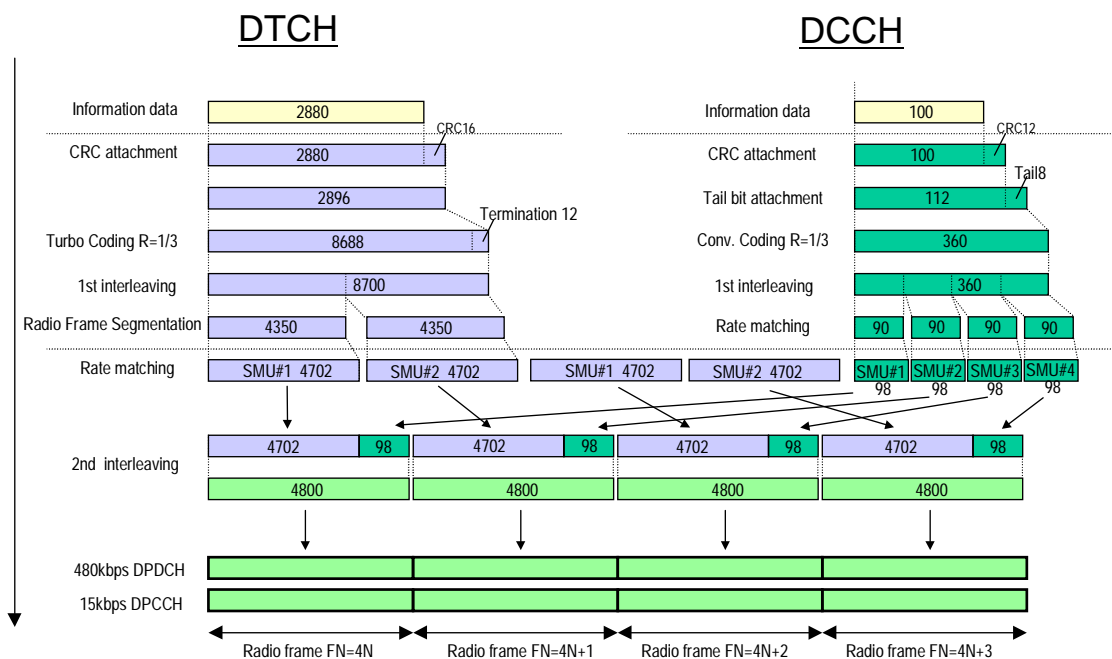 DTCH DCCH
Information data 2880 Information data 100
CRC16 CRC12
CRC attachment 2880 CRC attachment 100
Tail8
2896 Tail bit attachment 112
Termination 12
Turbo Coding R=1/3 8688 Conv. Coding R=1/3 360
1st interleaving 8700 1st interleaving 360
Radio Frame Segmentation 4350 4350 Rate matching 90 90 90 90
Rate matching SMU#1 4702 SMU#2 4702 SMU#1 4702 SMU#2 4702 SMU#1 SMU#2 SMU#3 SMU#4
98 98 98 98
4702 98 4702 98 4702 98 4702 98
2nd interleaving
4800 4800 4800 4800
480kbps DPDCH
15kbps DPCCH
Radio frame FN=4N Radio frame FN=4N+1 Radio frame FN=4N+2 Radio frame FN=4N+3